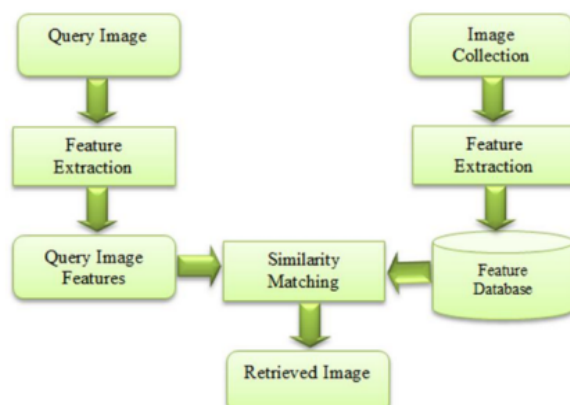 Query Image
Image
Collection
Feature
Extraction
Feature
Extraction
Query Image
Features
Similarity
Matching
Feature
Database
Retrieved Image